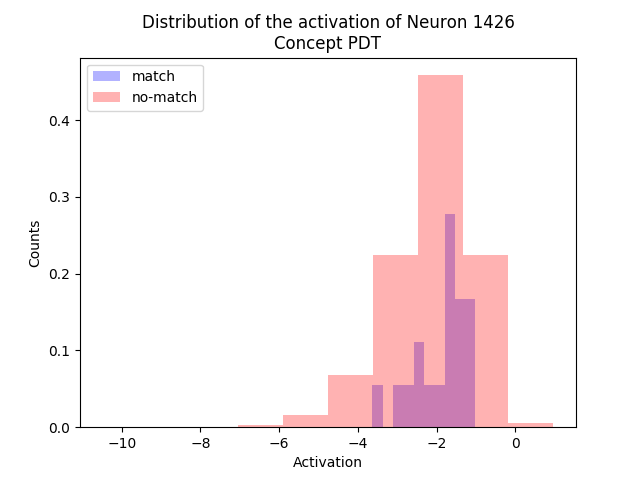 Distribution of the activation of Neuron 1426
Concept PDT
match
no-match
0.4
0.3
0.2
0.1
0.0
Counts
−10
−8
−6
−4
−2
0
Activation